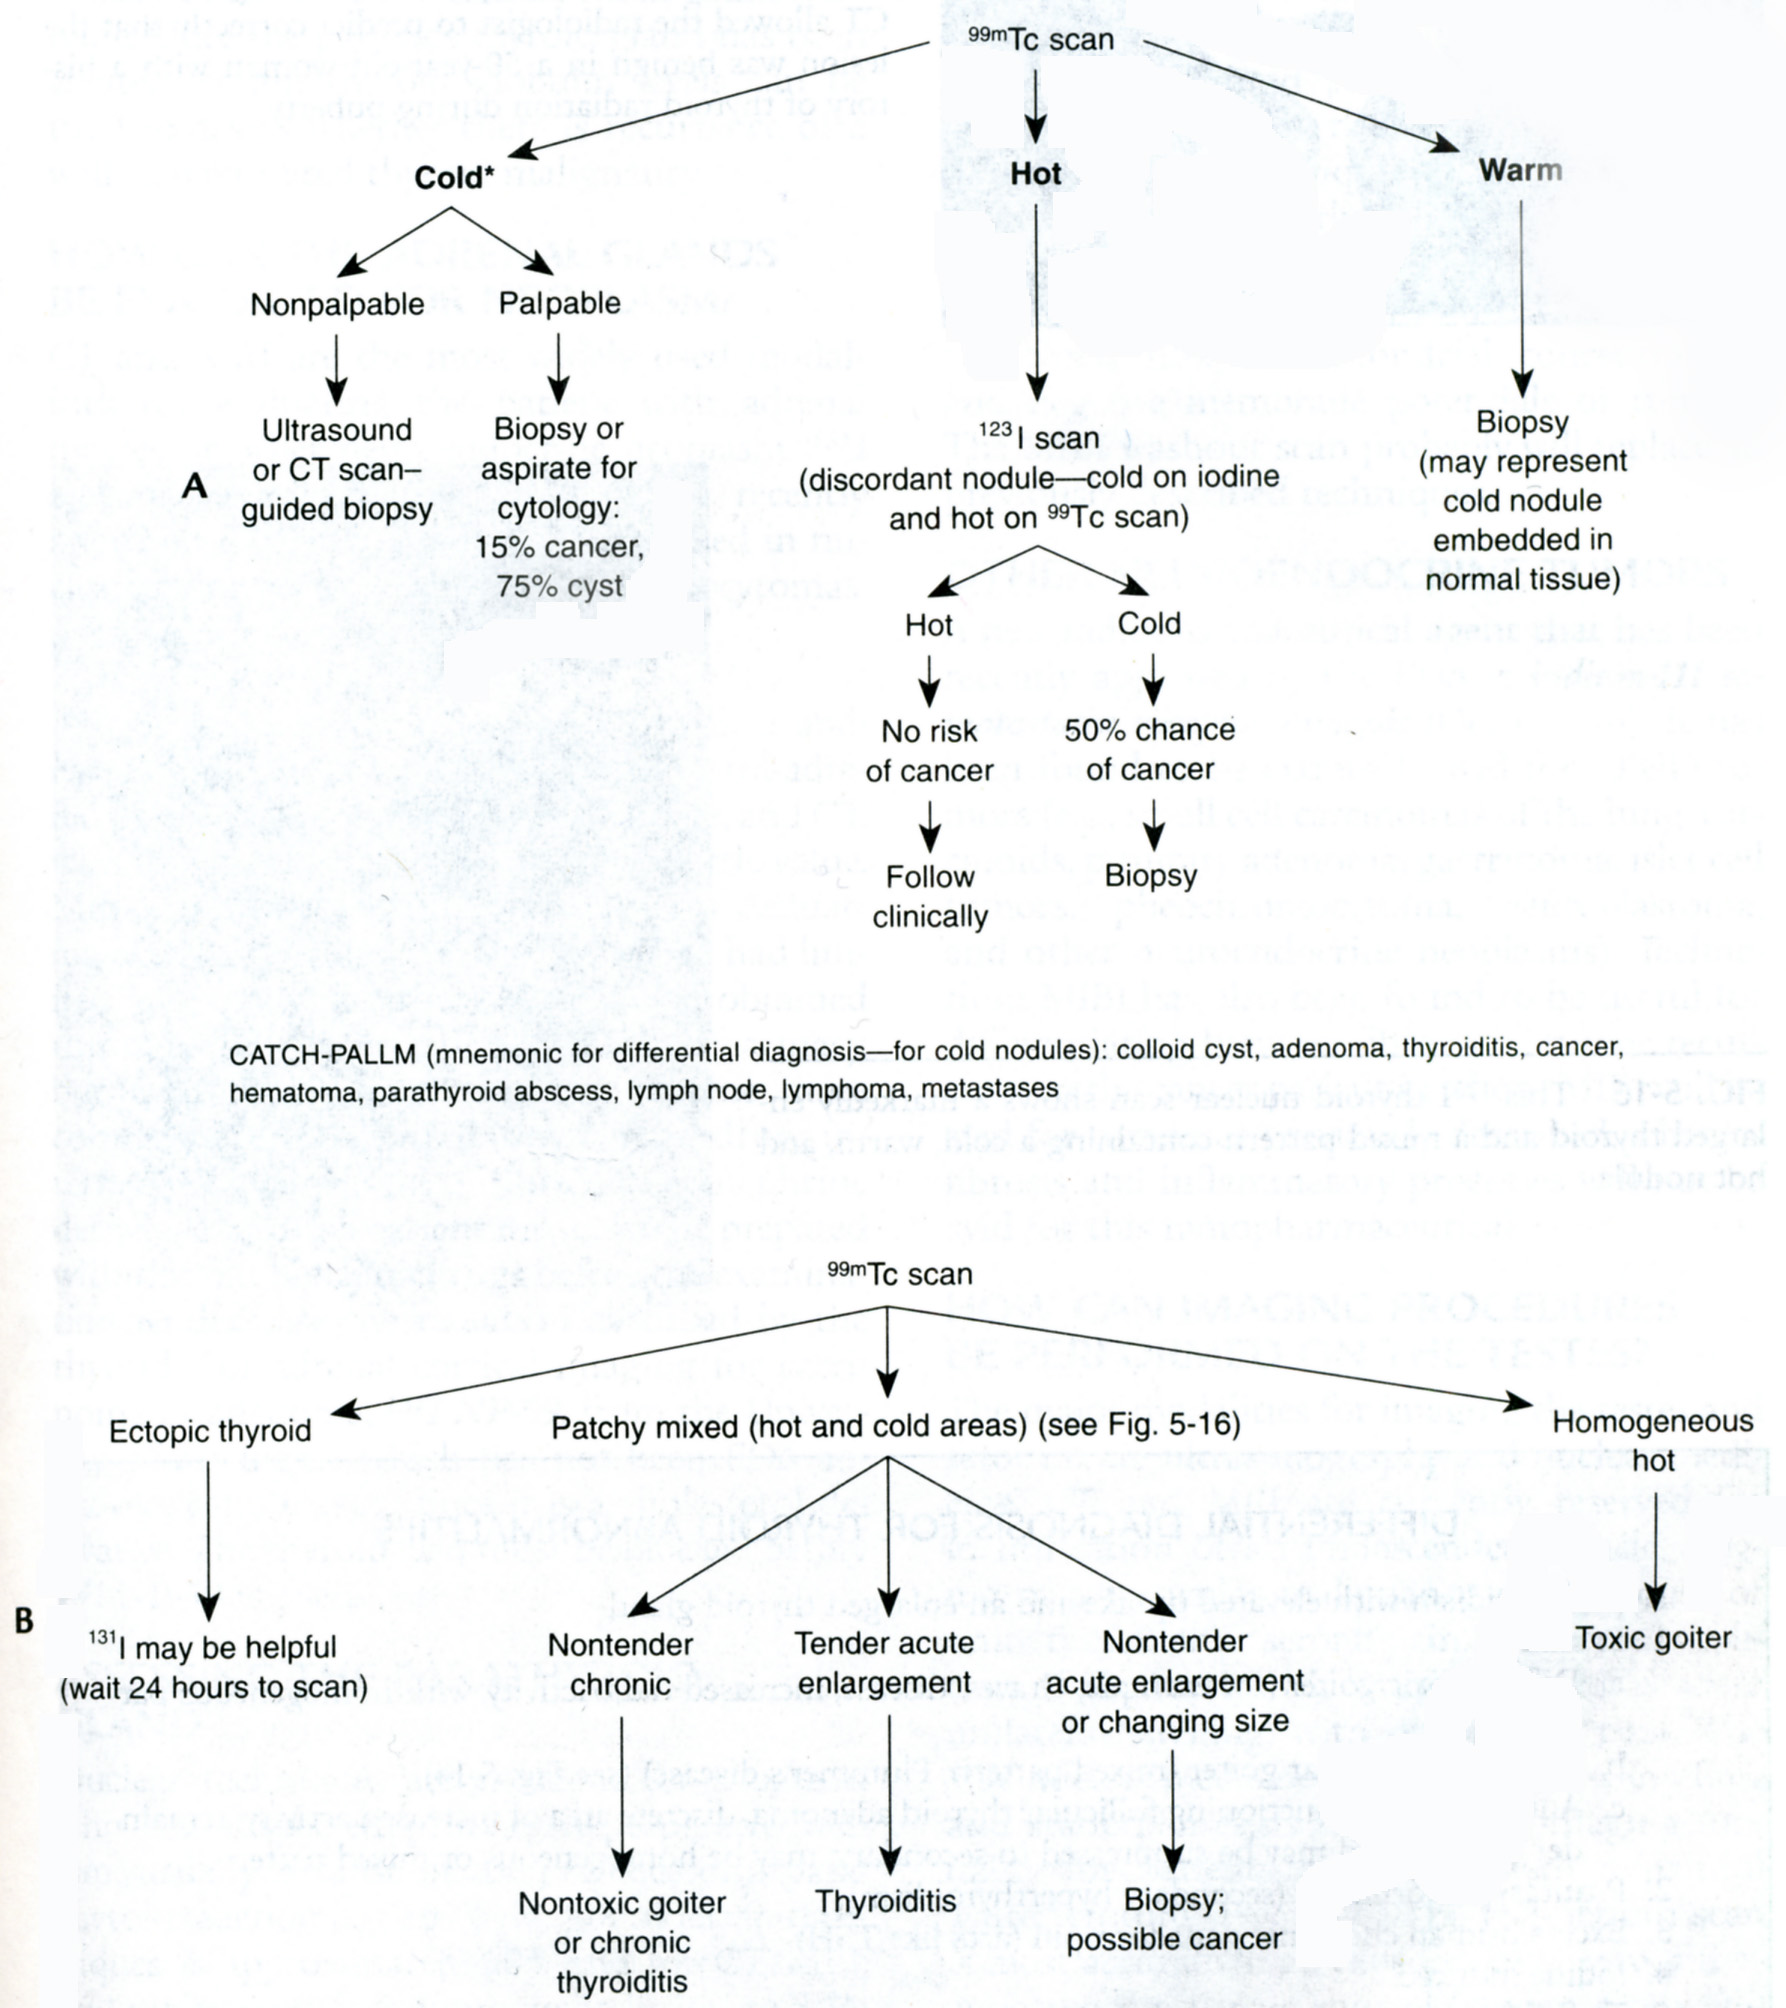 99mTc scan
Cold*
Hot
Warm
Nonpalpable
Palpable
A
Ultrasound
or CT scan–
guided biopsy
Biopsy or
aspirate for
cytology:
15% cancer,
75% cyst
123I scan
(discordant nodule—cold on iodine
and hot on 99Tc scan)
Hot
No risk
of cancer
Follow
clinically
Cold
50% chance
of cancer
Biopsy
Biopsy
(may represent
cold nodule
embedded in
normal tissue)
CATCH-PALLM (mnemonic for differential diagnosis—for cold nodules): colloid cyst, adenoma, thyroiditis, cancer,
hematoma, parathyroid abscess, lymph node, lymphoma, metastases
99mTc scan
Ectopic thyroid
Patchy mixed (hot and cold areas) (see Fig. 5-16)
Homogeneous
hot
B
131I may be helpful
(wait 24 hours to scan)
Nontender
chronic
Nontoxic goiter
or chronic
thyroiditis
Tender acute
enlargement
Thyroiditis
Nontender
acute enlargement
or changing size
Biopsy;
possible cancer
Toxic goiter